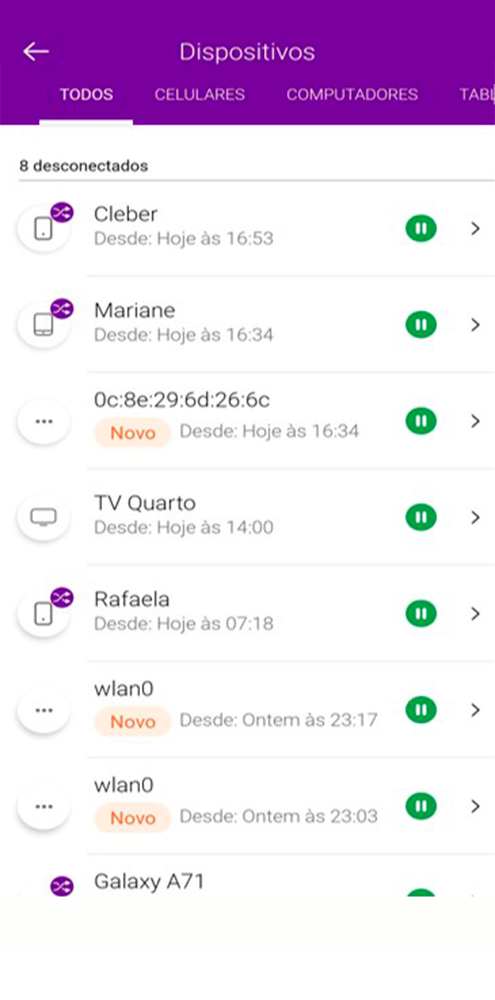 Dispositivos
TODOS CELULARES COMPUTADORES TABL
8 desconectados
Cleber
Desde: Hoje às 16:53
Mariane
Desde: Hoje às 16:34
0c:8e:29:6d:26:6c
Novo Desde: Hoje às 16:34
TV Quarto
Desde: Hoje às 14:00
Rafaela
Desde: Hoje às 07:18
wlan0
Novo Desde: Ontem às 23:17
wlan0
Novo Desde: Ontem às 23:03
Galaxy A71